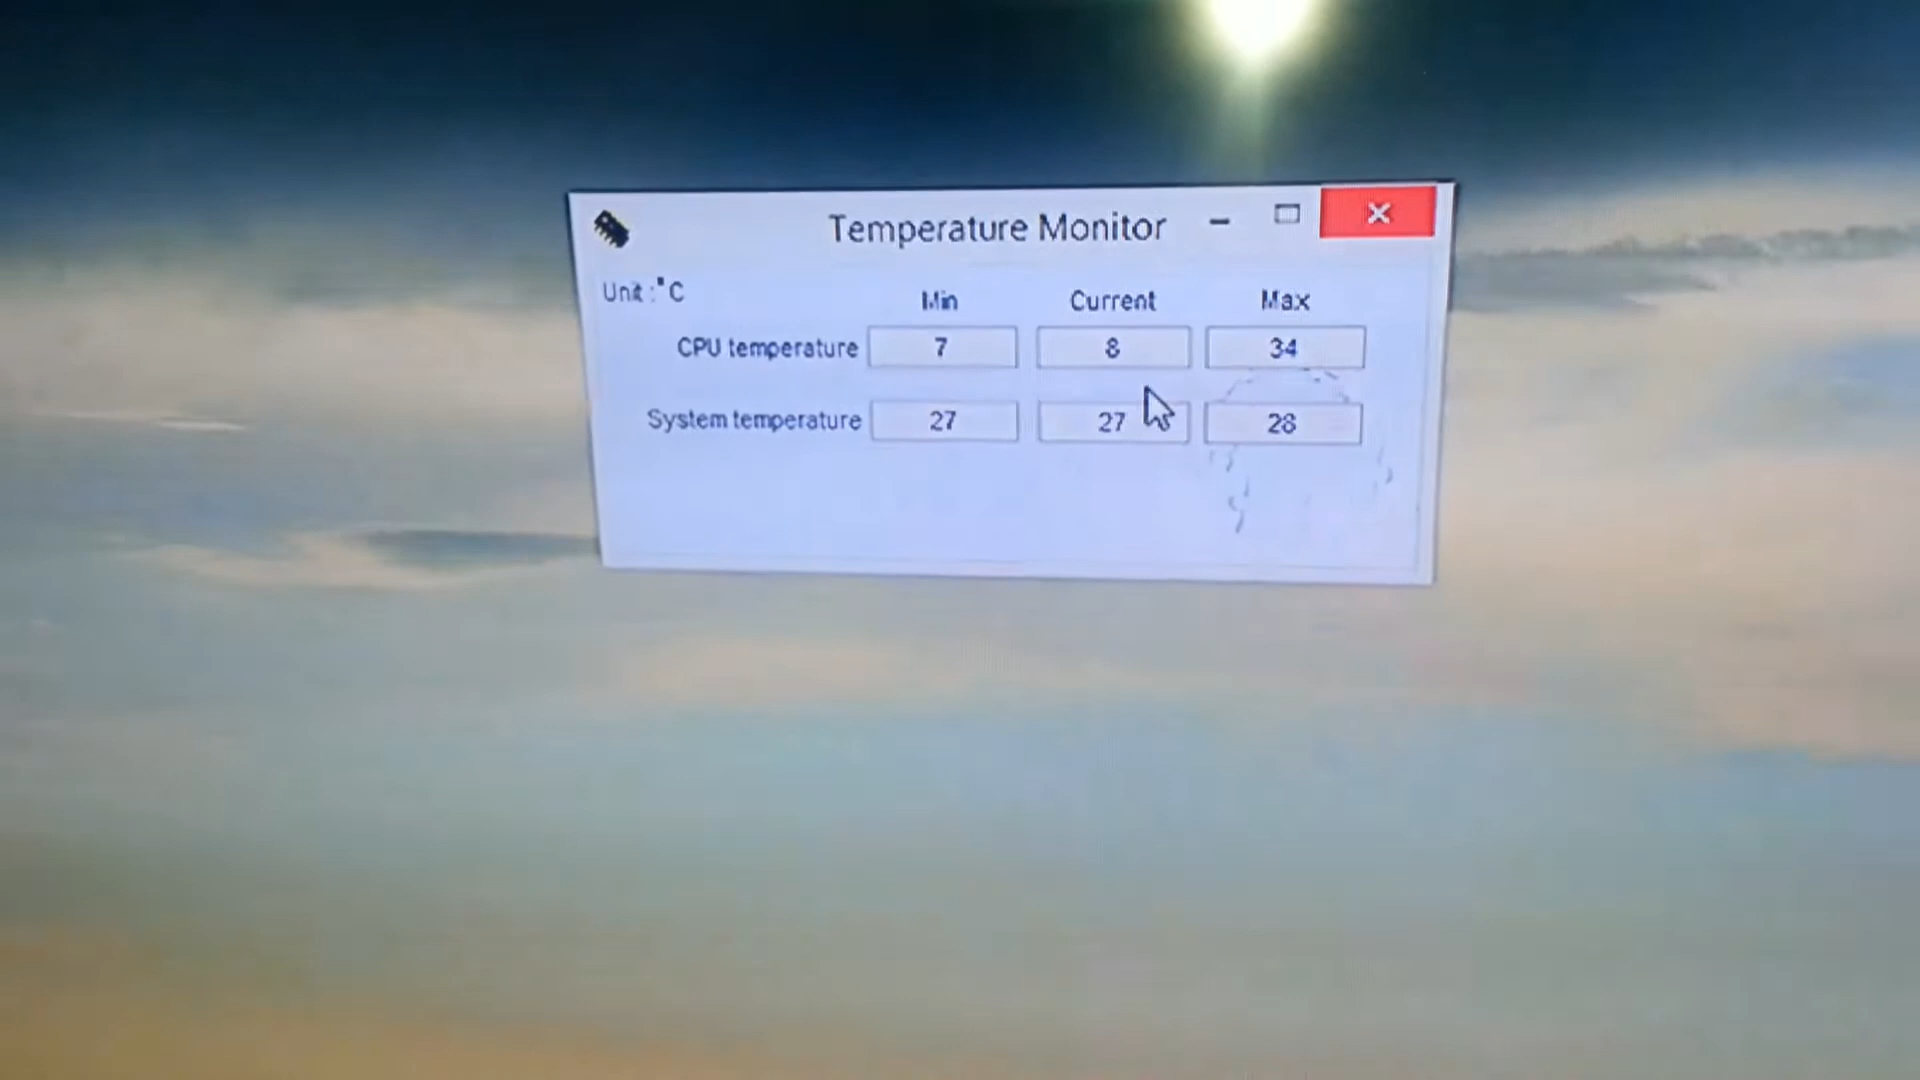 Temperature Monitor
Unit :°C
Min Current Max
CPU temperature 7 8 34
System temperature 27 27 28